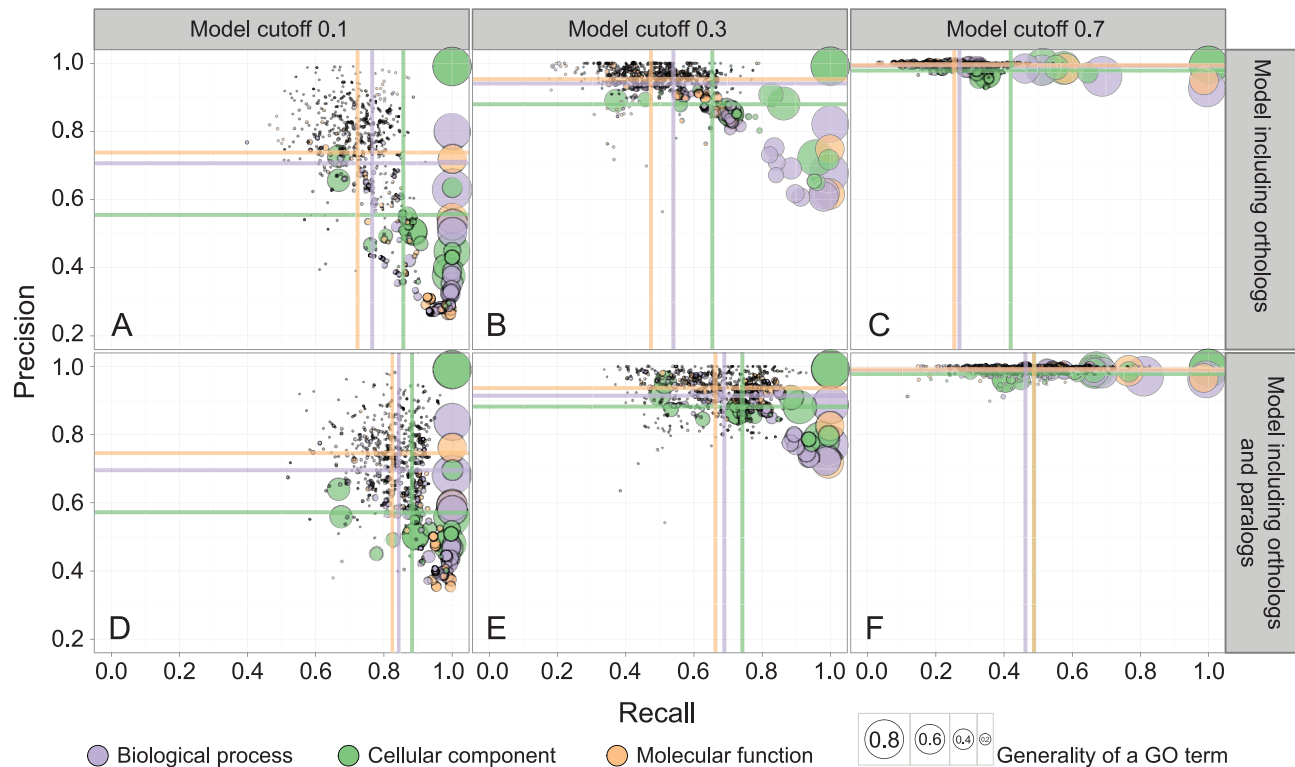 Model cutoff 0.1
Model cutoff 0.3
Model cutoff 0.7
Precision
1.0
0.8
0.6
0.4
0.2
A
B
C
Model including orthologs
1.0
0.8
0.6
0.4
0.2
D
E
F
Model including orthologs
and paralogs
0.0 0.2 0.4 0.6 0.8 1.0
0.0 0.2 0.4 0.6 0.8 1.0
0.0 0.2 0.4 0.6 0.8 1.0
Recall
Biological process
Cellular component
Molecular function
0.8 0.6 0.4 0.2
Generality of a GO term